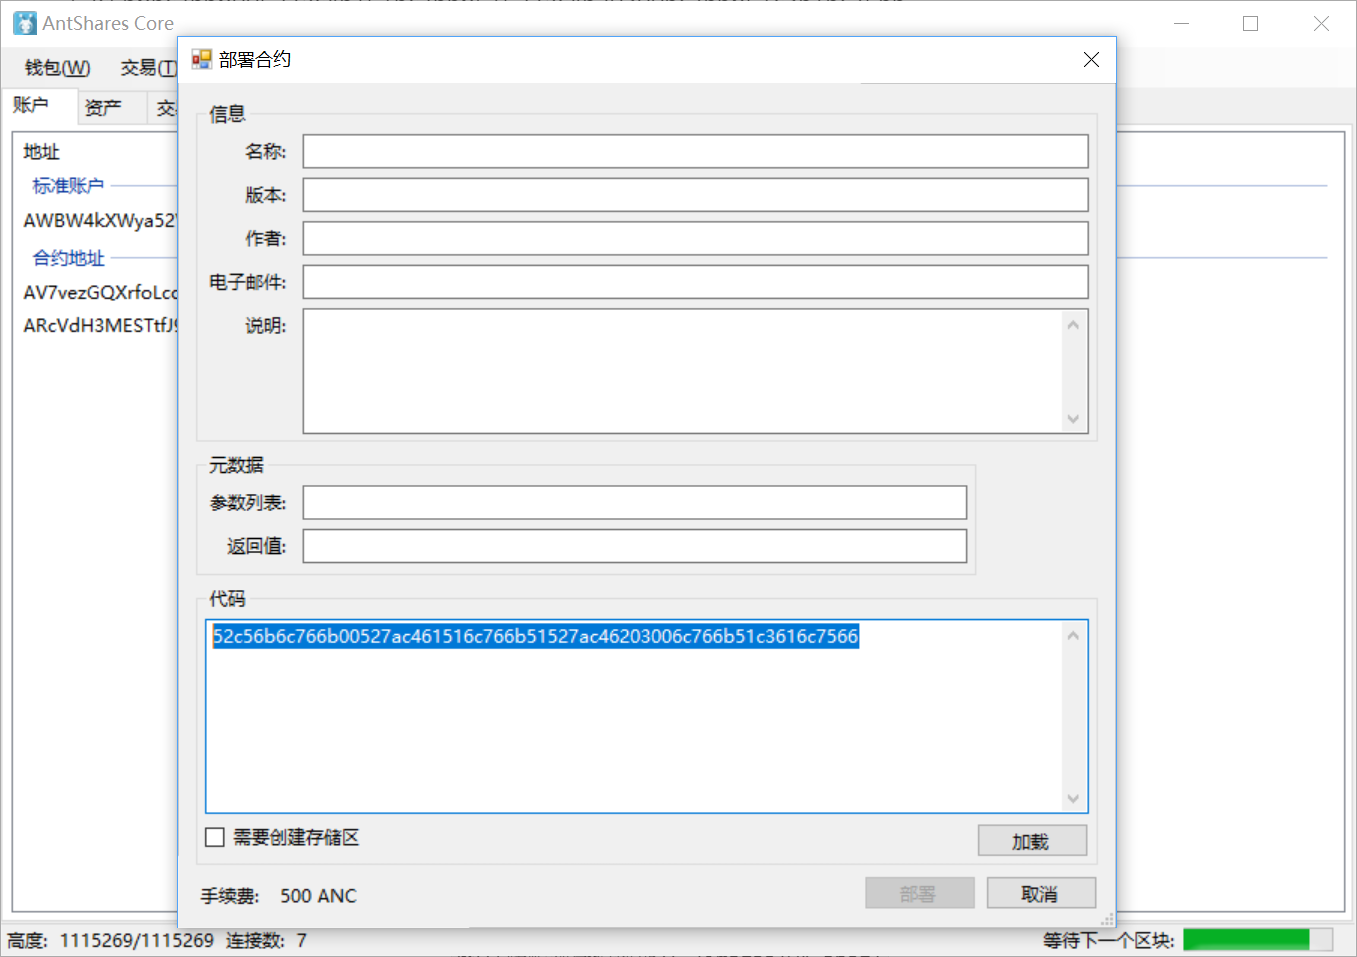 AntShares Core
钱包(W) 交易(T)
账户 资产
地址
标准账户
AWBW4kXWya52
合约地址
AV7vezGQXrfoLcc
ARcVdH3MESTtfJ9
部署合约
信息
名称:
版本:
作者:
电子邮件:
说明:
元数据
参数列表:
返回值:
代码
52c56b6c766b00527ac461516c766b51527ac46203006c766b51c3616c7566
需要创建存储区
加载
手续费: 500 ANC
部署
取消
高度: 1115269/1115269 连接数: 7
等待下一个区块: